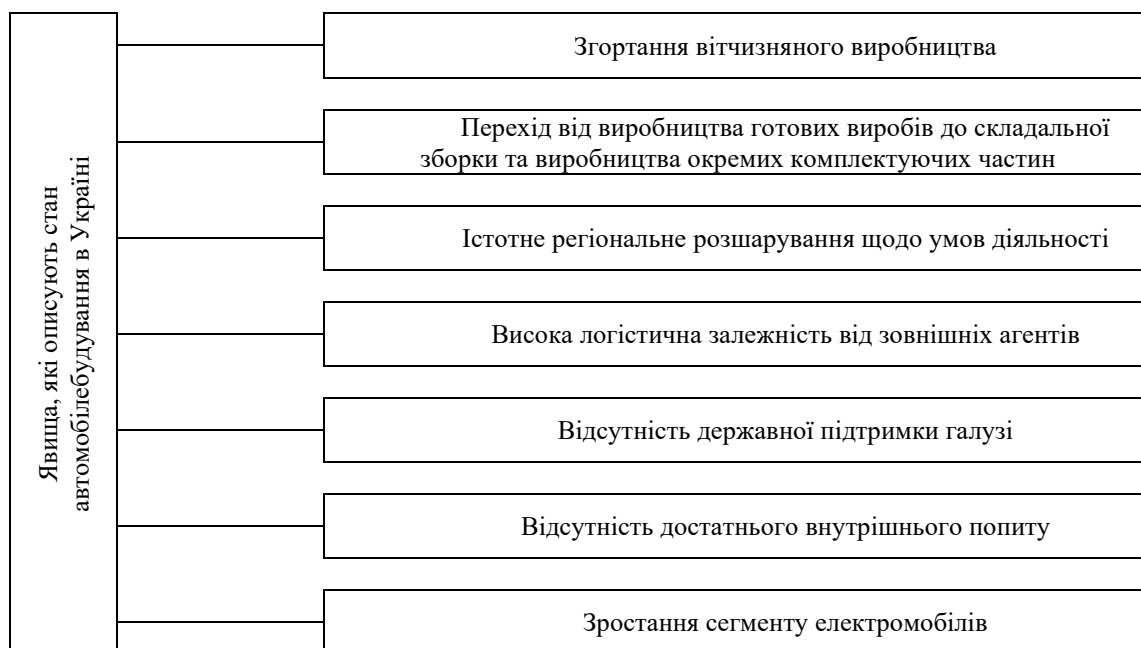 Явища, які описують стан
автомобілебудування в Україні
Згортання вітчизняного виробництва
Перехід від виробництва готових виробів до складальної
зборки та виробництва окремих комплектуючих частин
Істотне регіональне розшарування щодо умов діяльності
Висока логістична залежність від зовнішніх агентів
Відсутність державної підтримки галузі
Відсутність достатнього внутрішнього попиту
Зростання сегменту електромобілів